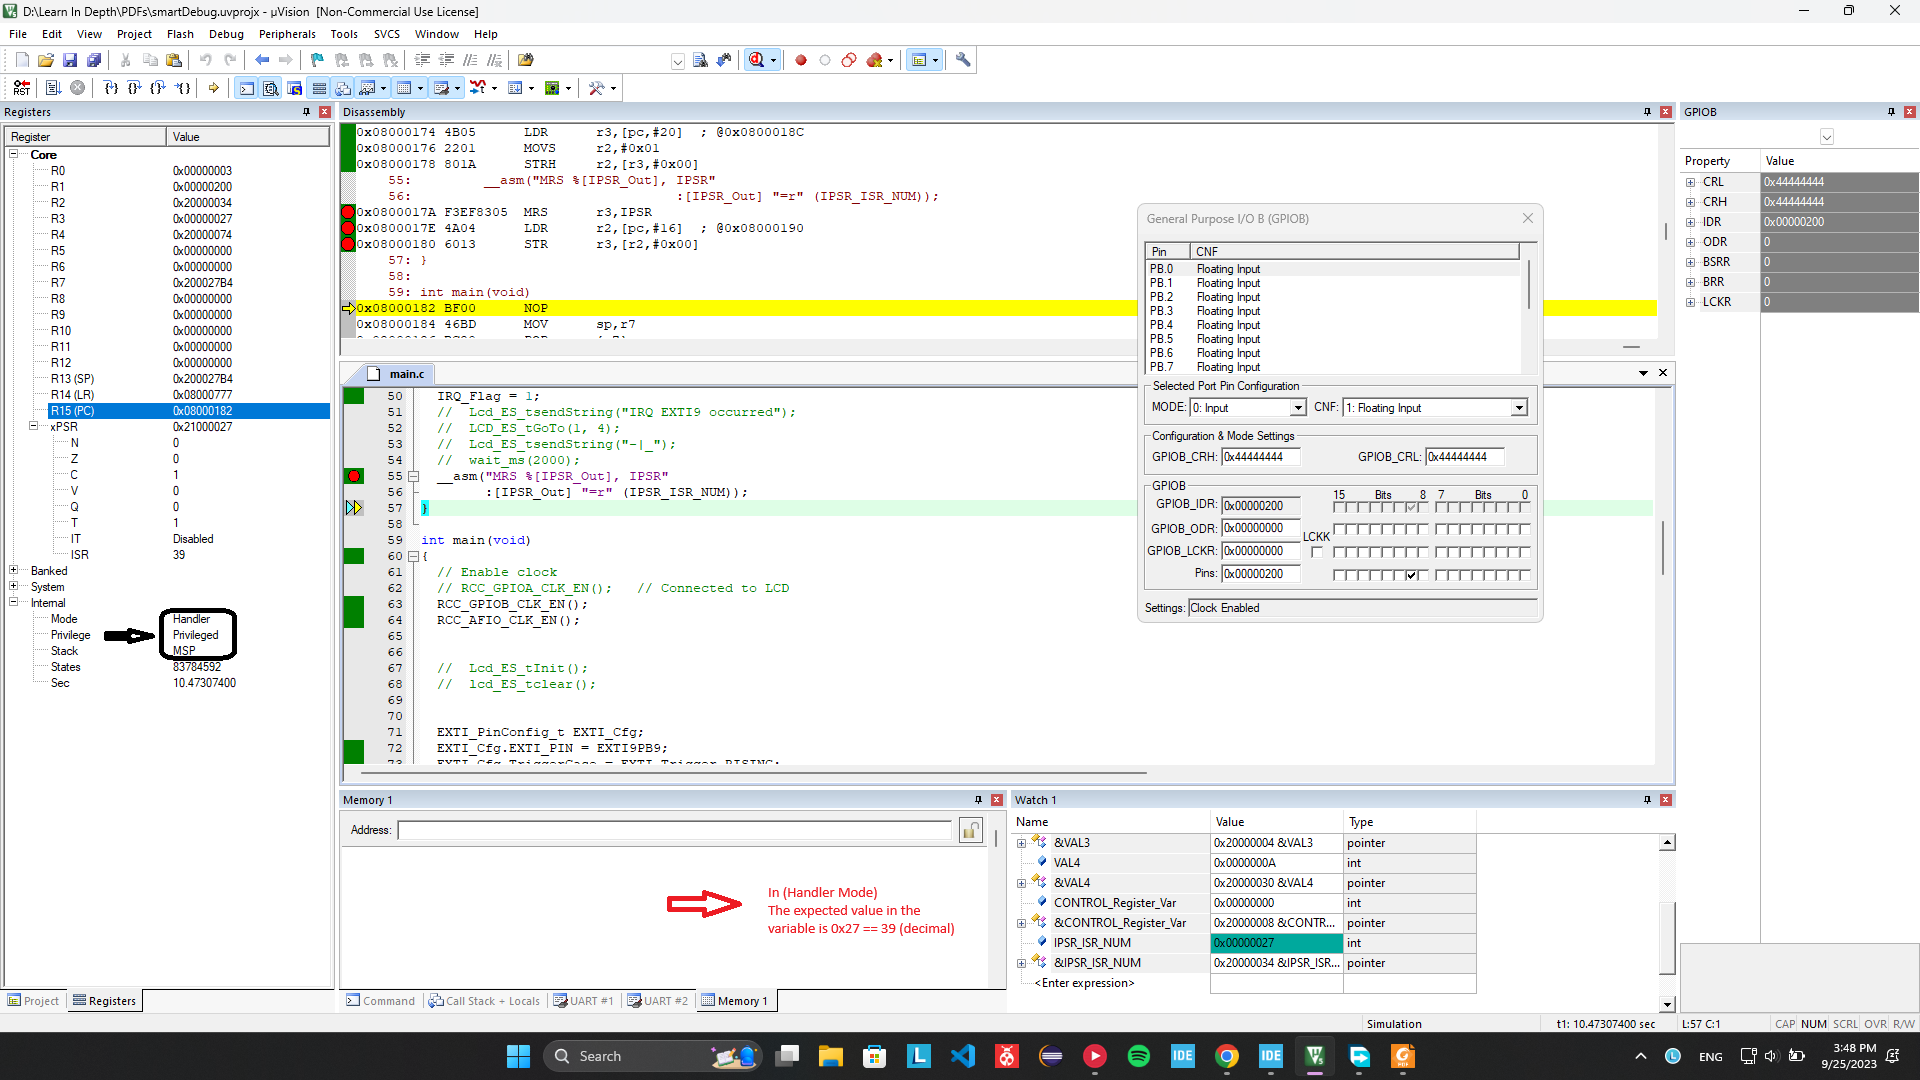 D:\Learn In Depth\PDFs\smartDebug.uvprojx - µVision  [Non-Commercial Use License]
File Edit View Project Flash Debug Peripherals Tools SVCS Window Help
RST
Registers
Register Value
Core
R0 0x00000003
R1 0x00000200
R2 0x20000034
R3 0x00000027
R4 0x20000074
R5 0x00000000
R6 0x00000000
R7 0x200027B4
R8 0x00000000
R9 0x00000000
R10 0x00000000
R11 0x00000000
R12 0x00000000
R13 (SP) 0x200027B4
R14 (LR) 0x08000777
R15 (PC) 0x08000182
xPSR 0x21000027
N 0
Z 0
C 1
V 0
Q 0
T 1
IT Disabled
ISR 39
Banked
System
Internal
Mode Handler
Privilege Privileged
Stack MSP
States 83784592
Sec 10.47307400
Project Registers
Disassembly
0x08000174 4B05 LDR r3,[pc,#20] ; @0x0800018C
0x08000176 2201 MOVS r2,#0x01
0x08000178 801A STRH r2,[r3,#0x00]
55: __asm("MRS %[IPSR_Out], IPSR"
56: :[IPSR_Out] "=r" (IPSR_ISR_NUM));
0x0800017A F3EF8305 MRS r3,IPSR
0x0800017E 4A04 LDR r2,[pc,#16] ; @0x08000190
0x08000180 6013 STR r3,[r2,#0x00]
57: }
58:
59: int main(void)
0x08000182 BF00 NOP
0x08000184 46BD MOV sp,r7
main.c
50 IRQ_Flag = 1;
51 // Lcd_ES_tsendString("IRQ EXTI9 occurred");
52 // LCD_ES_tGoTo(1, 4);
53 // Lcd_ES_tsendString("-|_");
54 // wait_ms(2000);
55 __asm("MRS %[IPSR_Out], IPSR"
56 :[IPSR_Out] "=r" (IPSR_ISR_NUM));
57 }
58
59 int main(void)
60 {
61 // Enable clock
62 // RCC_GPIOA_CLK_EN(); // Connected to LCD
63 RCC_GPIOB_CLK_EN();
64 RCC_AFIO_CLK_EN();
65
66
67 // Lcd_ES_tInit();
68 // lcd_ES_tclear();
69
70
71 EXTI_PinConfig_t EXTI_Cfg;
72 EXTI_Cfg.EXTI_PIN = EXTI9PB9;
73 EXTI_Cfg.TriggerCase = EXTI_Trigger_RISING;
General Purpose I/O B (GPIOB)
Pin CNF
PB.0 Floating Input
PB.1 Floating Input
PB.2 Floating Input
PB.3 Floating Input
PB.4 Floating Input
PB.5 Floating Input
PB.6 Floating Input
PB.7 Floating Input
Selected Port Pin Configuration
MODE: 0: Input CNF: 1: Floating Input
Configuration & Mode Settings
GPIOB_CRH: 0x44444444 GPIOB_CRL: 0x44444444
GPIOB
15 Bits 8 7 Bits 0
GPIOB_IDR: 0x00000200
GPIOB_ODR: 0x00000000
LCKK
GPIOB_LCKR: 0x00000000
Pins: 0x00000200
Settings: Clock Enabled
GPIOB
Property Value
CRL 0x44444444
CRH 0x44444444
IDR 0x00000200
ODR 0
BSRR 0
BRR 0
LCKR 0
Memory 1
Address:
In (Handler Mode)
The expected value in the
variable is 0x27 == 39 (decimal)
Command Call Stack + Locals UART #1 UART #2 Memory 1
Watch 1
Name Value Type
&VAL3 0x20000004 &VAL3 pointer
VAL4 0x0000000A int
&VAL4 0x20000030 &VAL4 pointer
CONTROL_Register_Var 0x00000000 int
&CONTROL_Register_Var 0x20000008 &CONTR... pointer
IPSR_ISR_NUM 0x00000027 int
&IPSR_ISR_NUM 0x20000034 &IPSR_ISR... pointer
<Enter expression>
Simulation t1: 10.47307400 sec L:57 C:1 CAP NUM SCRL OVR R/W
Search
L
IDE
IDE
PDF
L
ENG
3:48 PM
9/25/2023